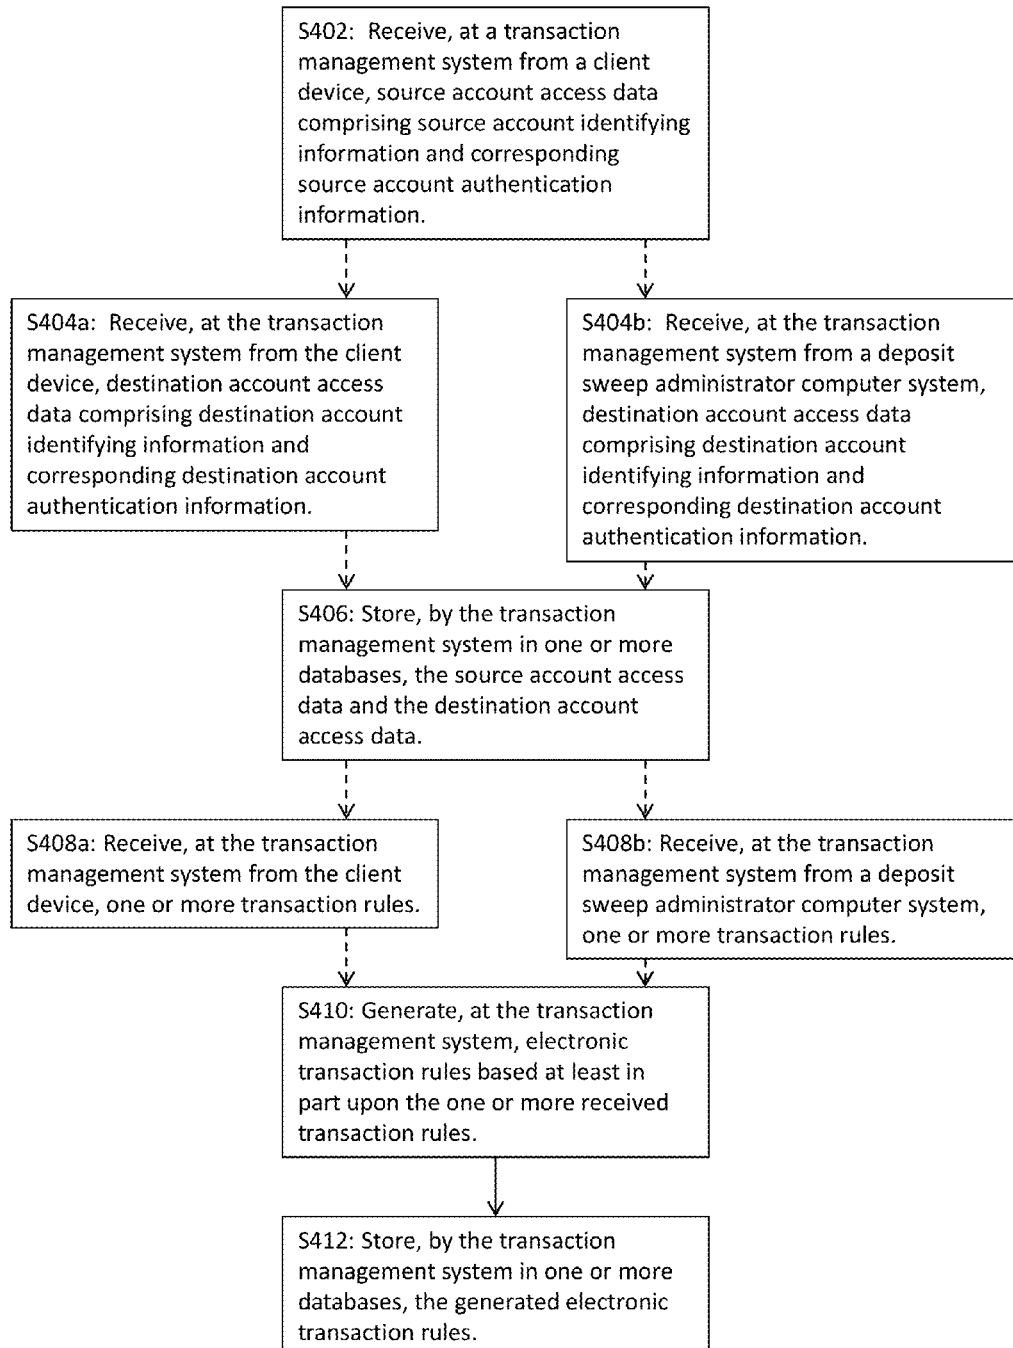 S402:  Receive, at a transaction
management system from a client
device, source account access data
comprising source account identifying
information and corresponding
source account authentication
information.
S404a:  Receive, at the transaction
management system from the client
device, destination account access
data comprising destination account
identifying information and
corresponding destination account
authentication information.
S404b:  Receive, at the transaction
management system from a deposit
sweep administrator computer system,
destination account access data
comprising destination account
identifying information and
corresponding destination account
authentication information.
S406: Store, by the transaction
management system in one or more
databases, the source account access
data and the destination account
access data.
S408a: Receive, at the transaction
management system from the client
device, one or more transaction rules.
S408b: Receive, at the transaction
management system from a deposit
sweep administrator computer system,
one or more transaction rules.
S410: Generate, at the transaction
management system, electronic
transaction rules based at least in
part upon the one or more received
transaction rules.
S412: Store, by the transaction
management system in one or more
databases, the generated electronic
transaction rules.